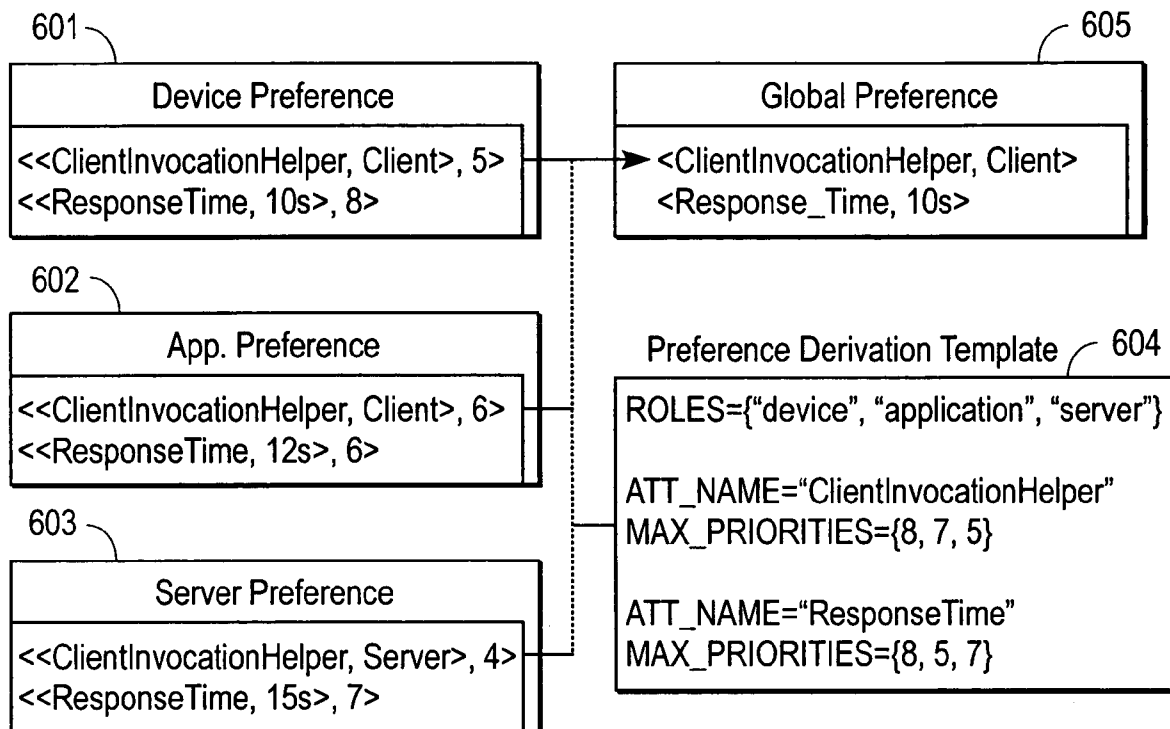 601
Device Preference
<<ClientInvocationHelper, Client>, 5>
<<ResponseTime, 10s>, 8>
602
App. Preference
<<ClientInvocationHelper, Client>, 6>
<<ResponseTime, 12s>, 6>
603
Server Preference
<<ClientInvocationHelper, Server>, 4>
<<ResponseTime, 15s>, 7>
605
Global Preference
<ClientInvocationHelper, Client>
<Response_Time, 10s>
Preference Derivation Template 604
ROLES={“device”, “application”, “server”}
ATT_NAME=“ClientInvocationHelper”
MAX_PRIORITIES={8, 7, 5}
ATT_NAME=“ResponseTime”
MAX_PRIORITIES={8, 5, 7}